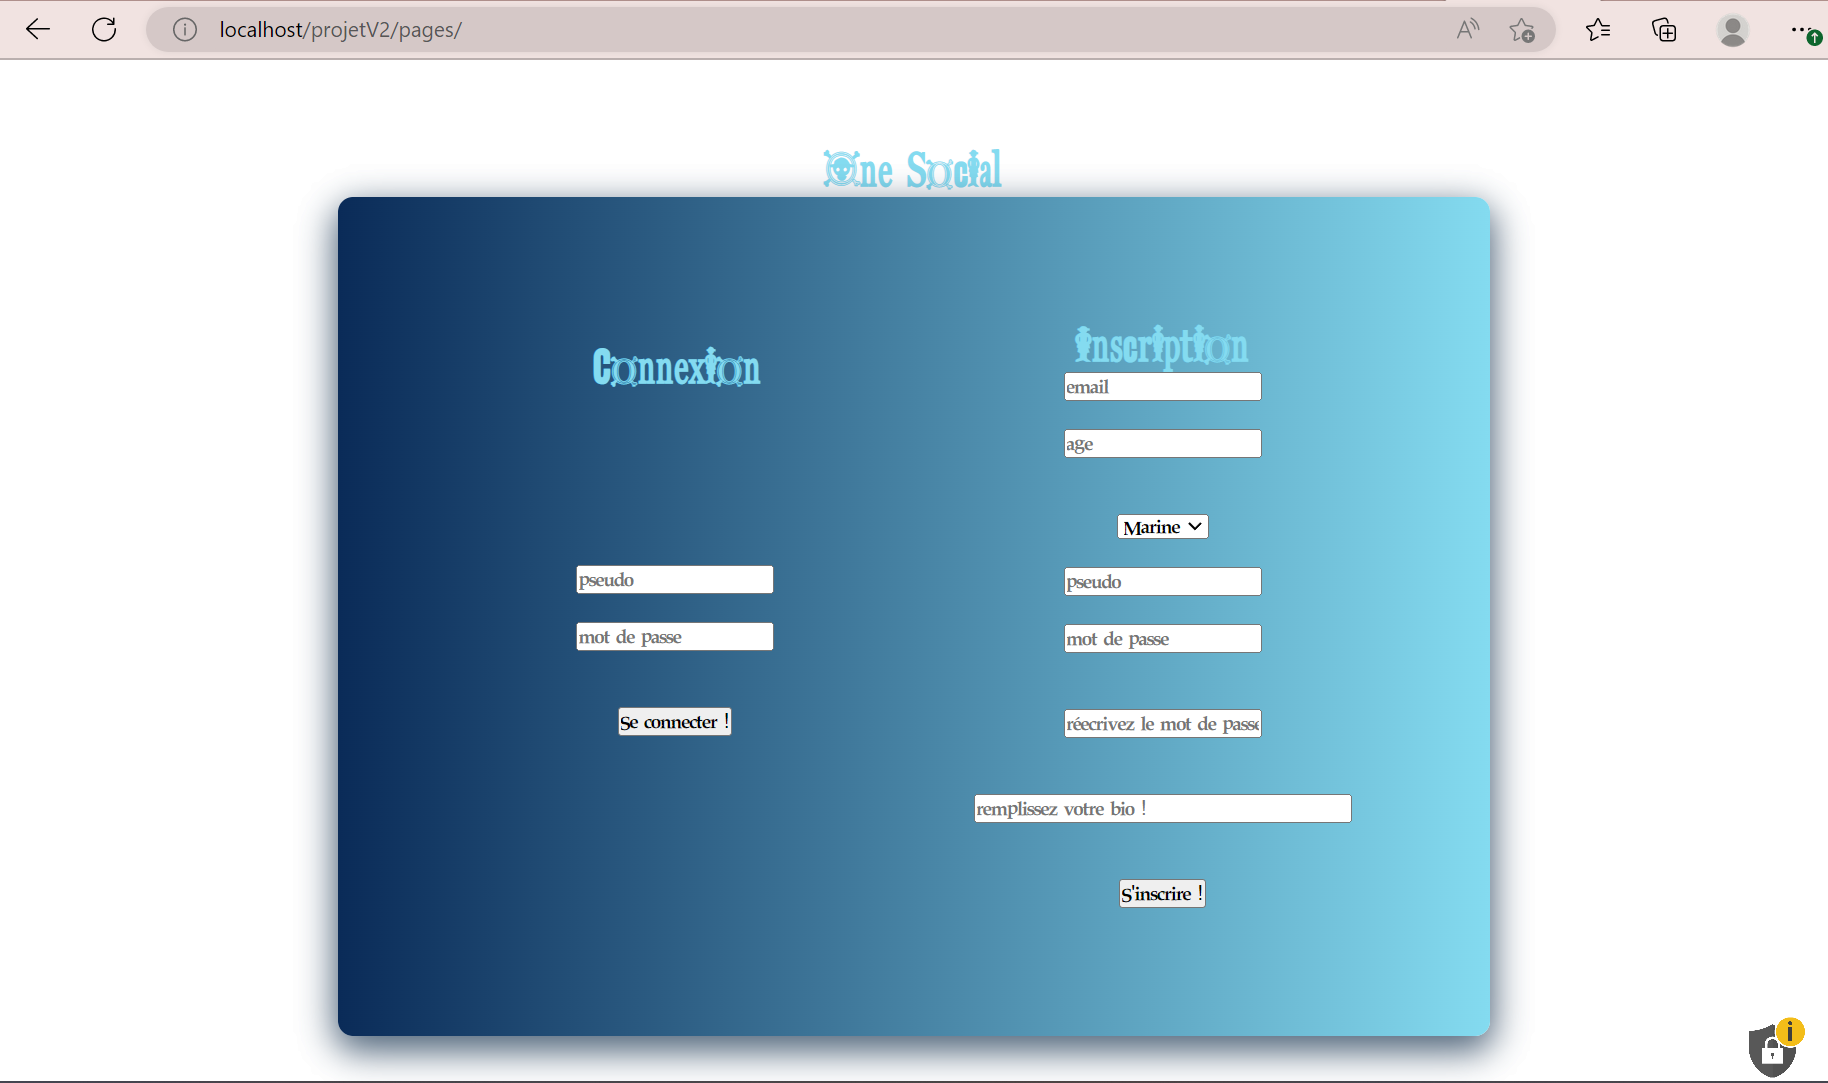 localhost/projetV2/pages/
One Social
Connexion
pseudo
mot de passe
Se connecter !
Inscription
email
age
Marine
pseudo
mot de passe
réecrivez le mot de passe
remplissez votre bio !
S'inscrire !